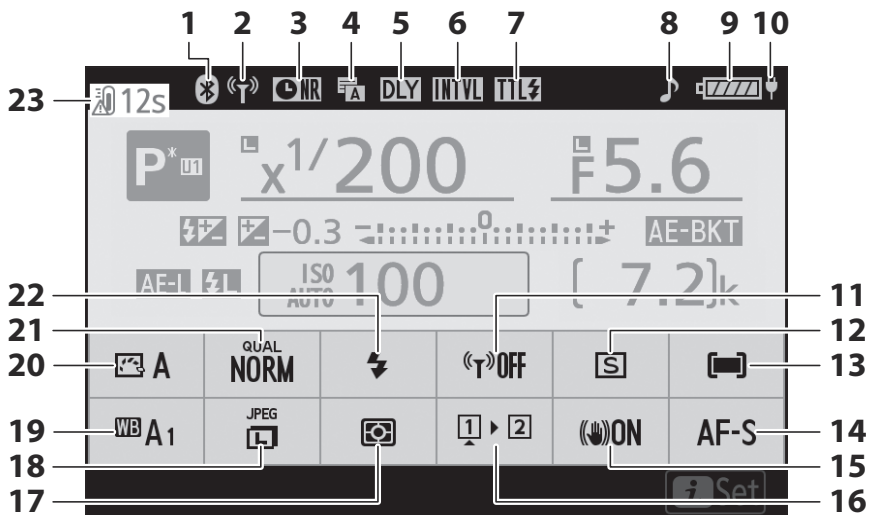 1 2 3 4 5 6 7 8 9 10
NR A DLY INTVL TTL
23 12s
P* U1 L x1/200 L F5.6
−0.3 − 0 + AE-BKT
AE-L L ISO AUTO 100 [ 7.2]k
22 11
21 12
20 A QUAL NORM OFF S 13
19 WB A1 JPEG L 1 2 ON AF-S 14
18 15
17 i Set 16